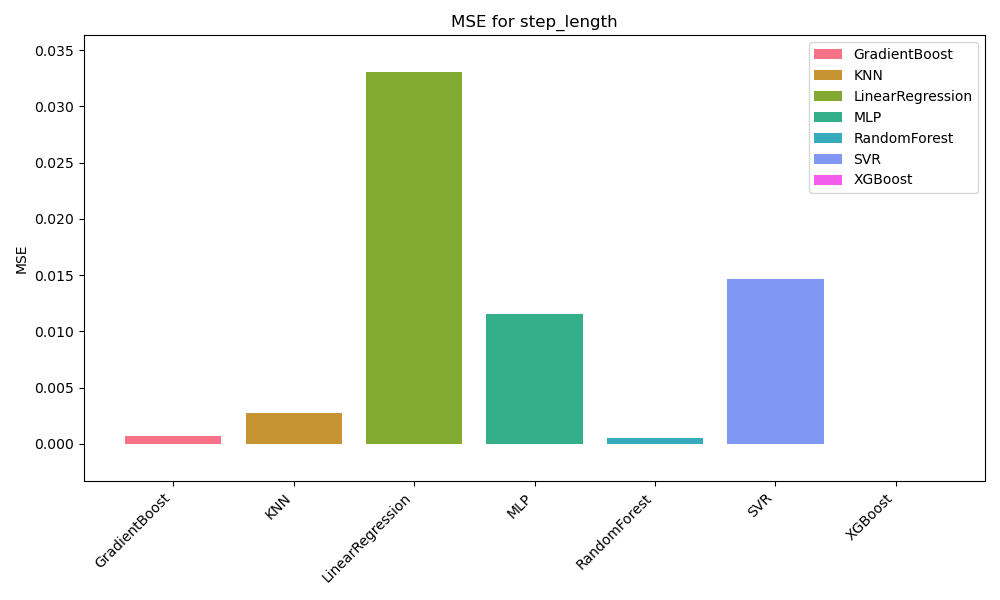 MSE for step_length
MSE
0.035
0.030
0.025
0.020
0.015
0.010
0.005
0.000
GradientBoost
KNN
LinearRegression
MLP
RandomForest
SVR
XGBoost
GradientBoost
KNN
LinearRegression
MLP
RandomForest
SVR
XGBoost